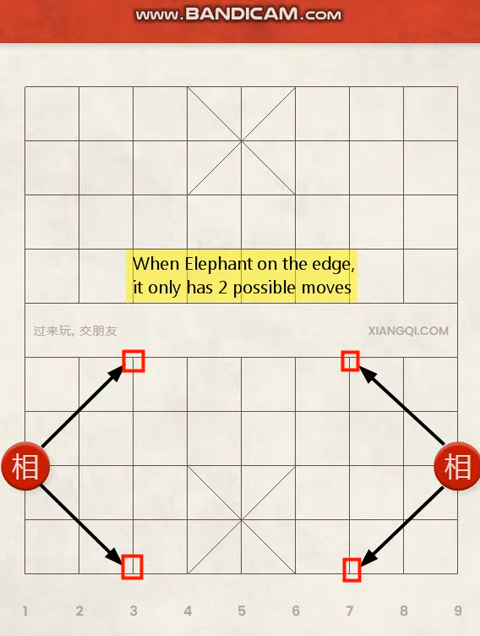 www.BANDICAM.com
When Elephant on the edge,
it only has 2 possible moves
过来玩, 交朋友
XIANGQI.COM
相
相
1 2 3 4 5 6 7 8 9